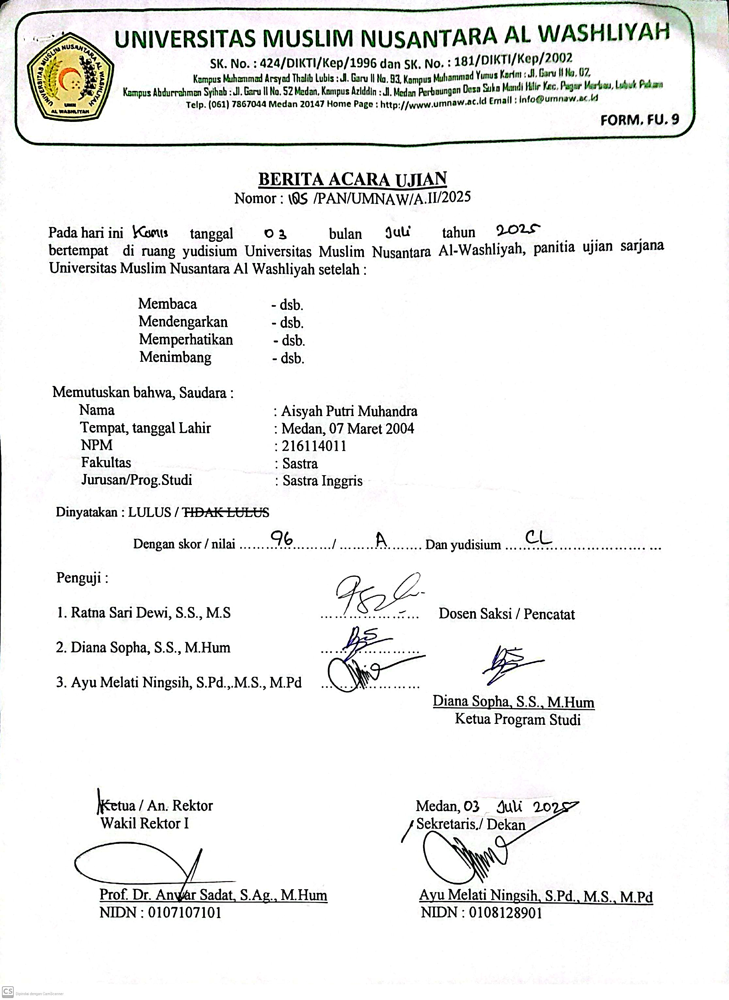 UNIVERSITAS MUSLIM NUSANTARA AL WASHLIYAH
SK. No. : 424/DIKTI/Kep/1996 dan SK. No. : 181/DIKTI/Kep/2002
Kampus Muhammad Arsyad Thalib Lubis : Jl. Garu II No. 93, Kampus Muhammad Yunus Karim : Jl. Garu II No. 02,
Kampus Abdurrahman Syihab : Jl. Garu II No. 52 Medan, Kampus Aziddin : Jl. Medan Perbaungan Desa Suka Mandi Hilir Kec. Pagar Merbau, Lubuk Pakam
Telp. (061) 7867044 Medan 20147 Home Page : http://www.umnaw.ac.id Email : info@umnaw.ac.id
FORM. FU. 9
UNIVERSITAS MUSLIM NUSANTARA AL WASHLIYAH
UMN
AL WASHLIYAH
BERITA ACARA UJIAN
Nomor : /PAN/UMNAW/A.II/2025
Pada hari ini Kamis tanggal 03 bulan Juli tahun 2025
bertempat di ruang yudisium Universitas Muslim Nusantara Al-Washliyah, panitia ujian sarjana
Universitas Muslim Nusantara Al Washliyah setelah :
Membaca - dsb.
Mendengarkan - dsb.
Memperhatikan - dsb.
Menimbang - dsb.
Memutuskan bahwa, Saudara :
Nama : Aisyah Putri Muhandra
Tempat, tanggal Lahir : Medan, 07 Maret 2004
NPM : 216114011
Fakultas : Sastra
Jurusan/Prog.Studi : Sastra Inggris
Dinyatakan : LULUS / TIDAK LULUS
Dengan skor / nilai ......96......../ ........A....... Dan yudisium ....CL..........................
Penguji :
1. Ratna Sari Dewi, S.S., M.S ..................... Dosen Saksi / Pencatat
2. Diana Sopha, S.S., M.Hum .....................
3. Ayu Melati Ningsih, S.Pd.,.M.S., M.Pd .....................
Diana Sopha, S.S., M.Hum
Ketua Program Studi
Ketua / An. Rektor
Wakil Rektor I
Medan, 03 Juli 2025
Sekretaris./ Dekan
Prof. Dr. Anwar Sadat, S.Ag., M.Hum
NIDN : 0107107101
Ayu Melati Ningsih, S.Pd., M.S., M.Pd
NIDN : 0108128901
CS Dipindai dengan CamScanner